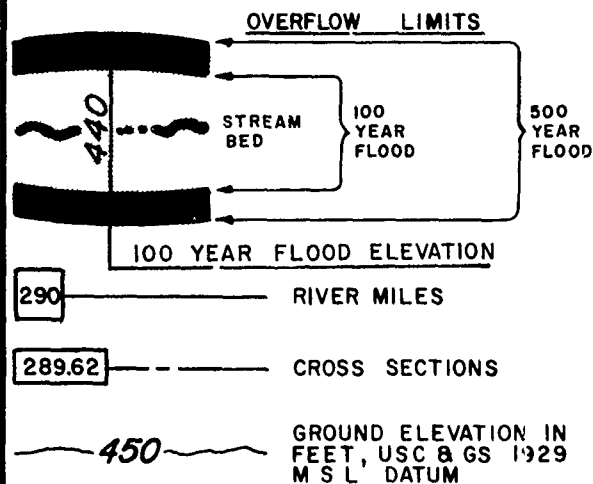 OVERFLOW LIMITS
440
STREAM
BED
100
YEAR
FLOOD
500
YEAR
FLOOD
100 YEAR FLOOD ELEVATION
290
RIVER MILES
289.62
CROSS SECTIONS
450
GROUND ELEVATION IN
FEET, USC & GS 1929
M S L DATUM